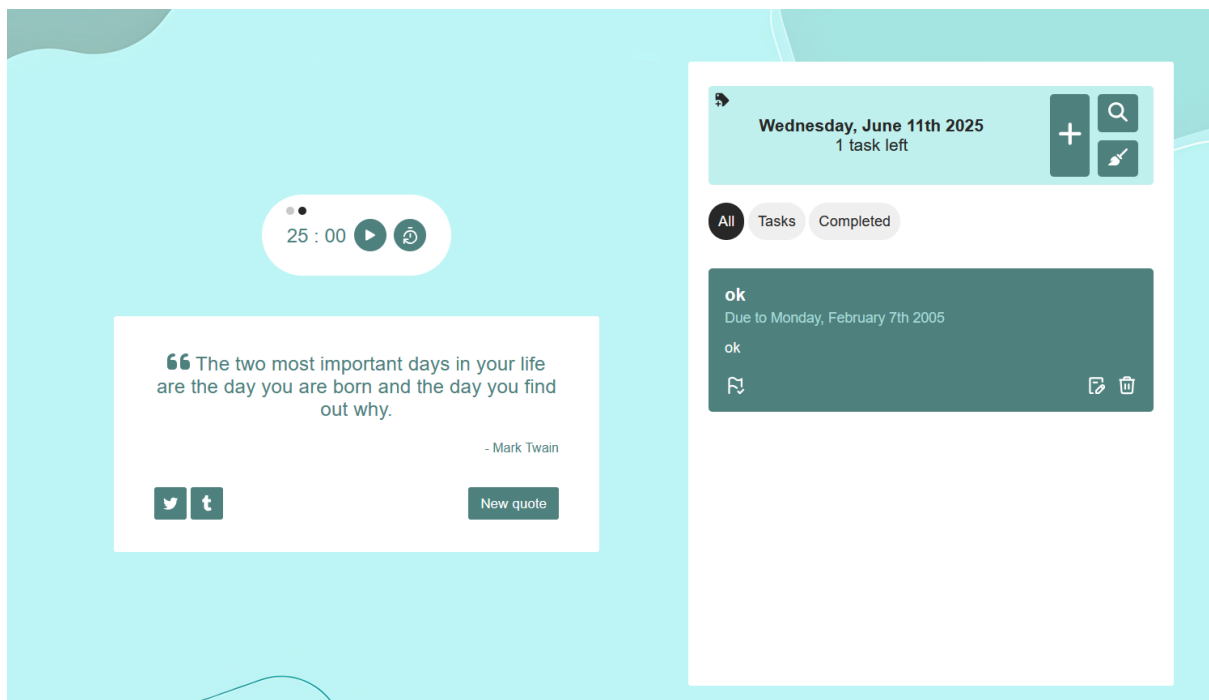 25 : 00
The two most important days in your life
are the day you are born and the day you find
out why.
- Mark Twain
New quote
Wednesday, June 11th 2025
1 task left
All Tasks Completed
ok
Due to Monday, February 7th 2005
ok